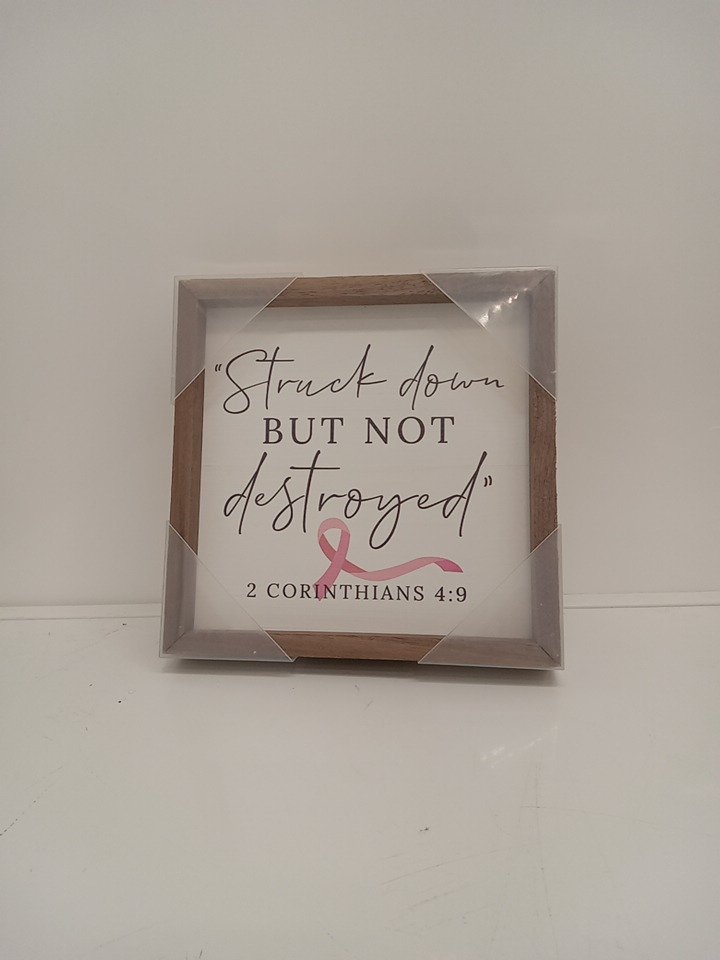 “Struck down
BUT NOT
destroyed”
2 CORINTHIANS 4:9